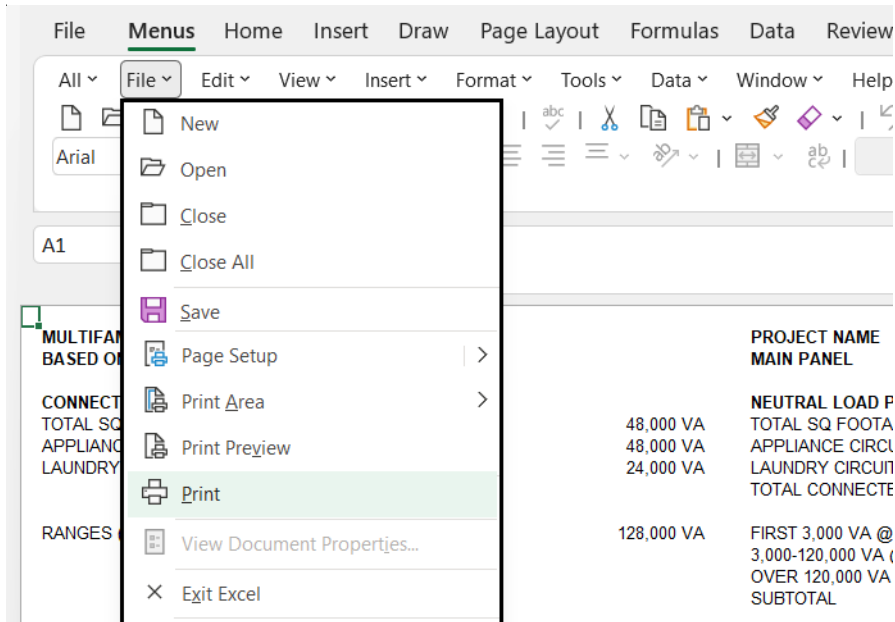 File Menus Home Insert Draw Page Layout Formulas Data Review
All File Edit View Insert Format Tools Data Window Help
abc
Arial
ab
A1
New
Open
Close
Close All
Save
Page Setup
Print Area
Print Preview
Print
View Document Properties...
Exit Excel
CONNECT
TOTAL SQ
LAUNDRY
RANGES
48,000 VA
48,000 VA
24,000 VA
128,000 VA
PROJECT NAME
MAIN PANEL
NEUTRAL LOAD
TOTAL SQ FOOTA
APPLIANCE CIRCU
LAUNDRY CIRCUIT
TOTAL CONNECTE
FIRST 3,000 VA @
3,000-120,000 VA
OVER 120,000 VA
SUBTOTAL